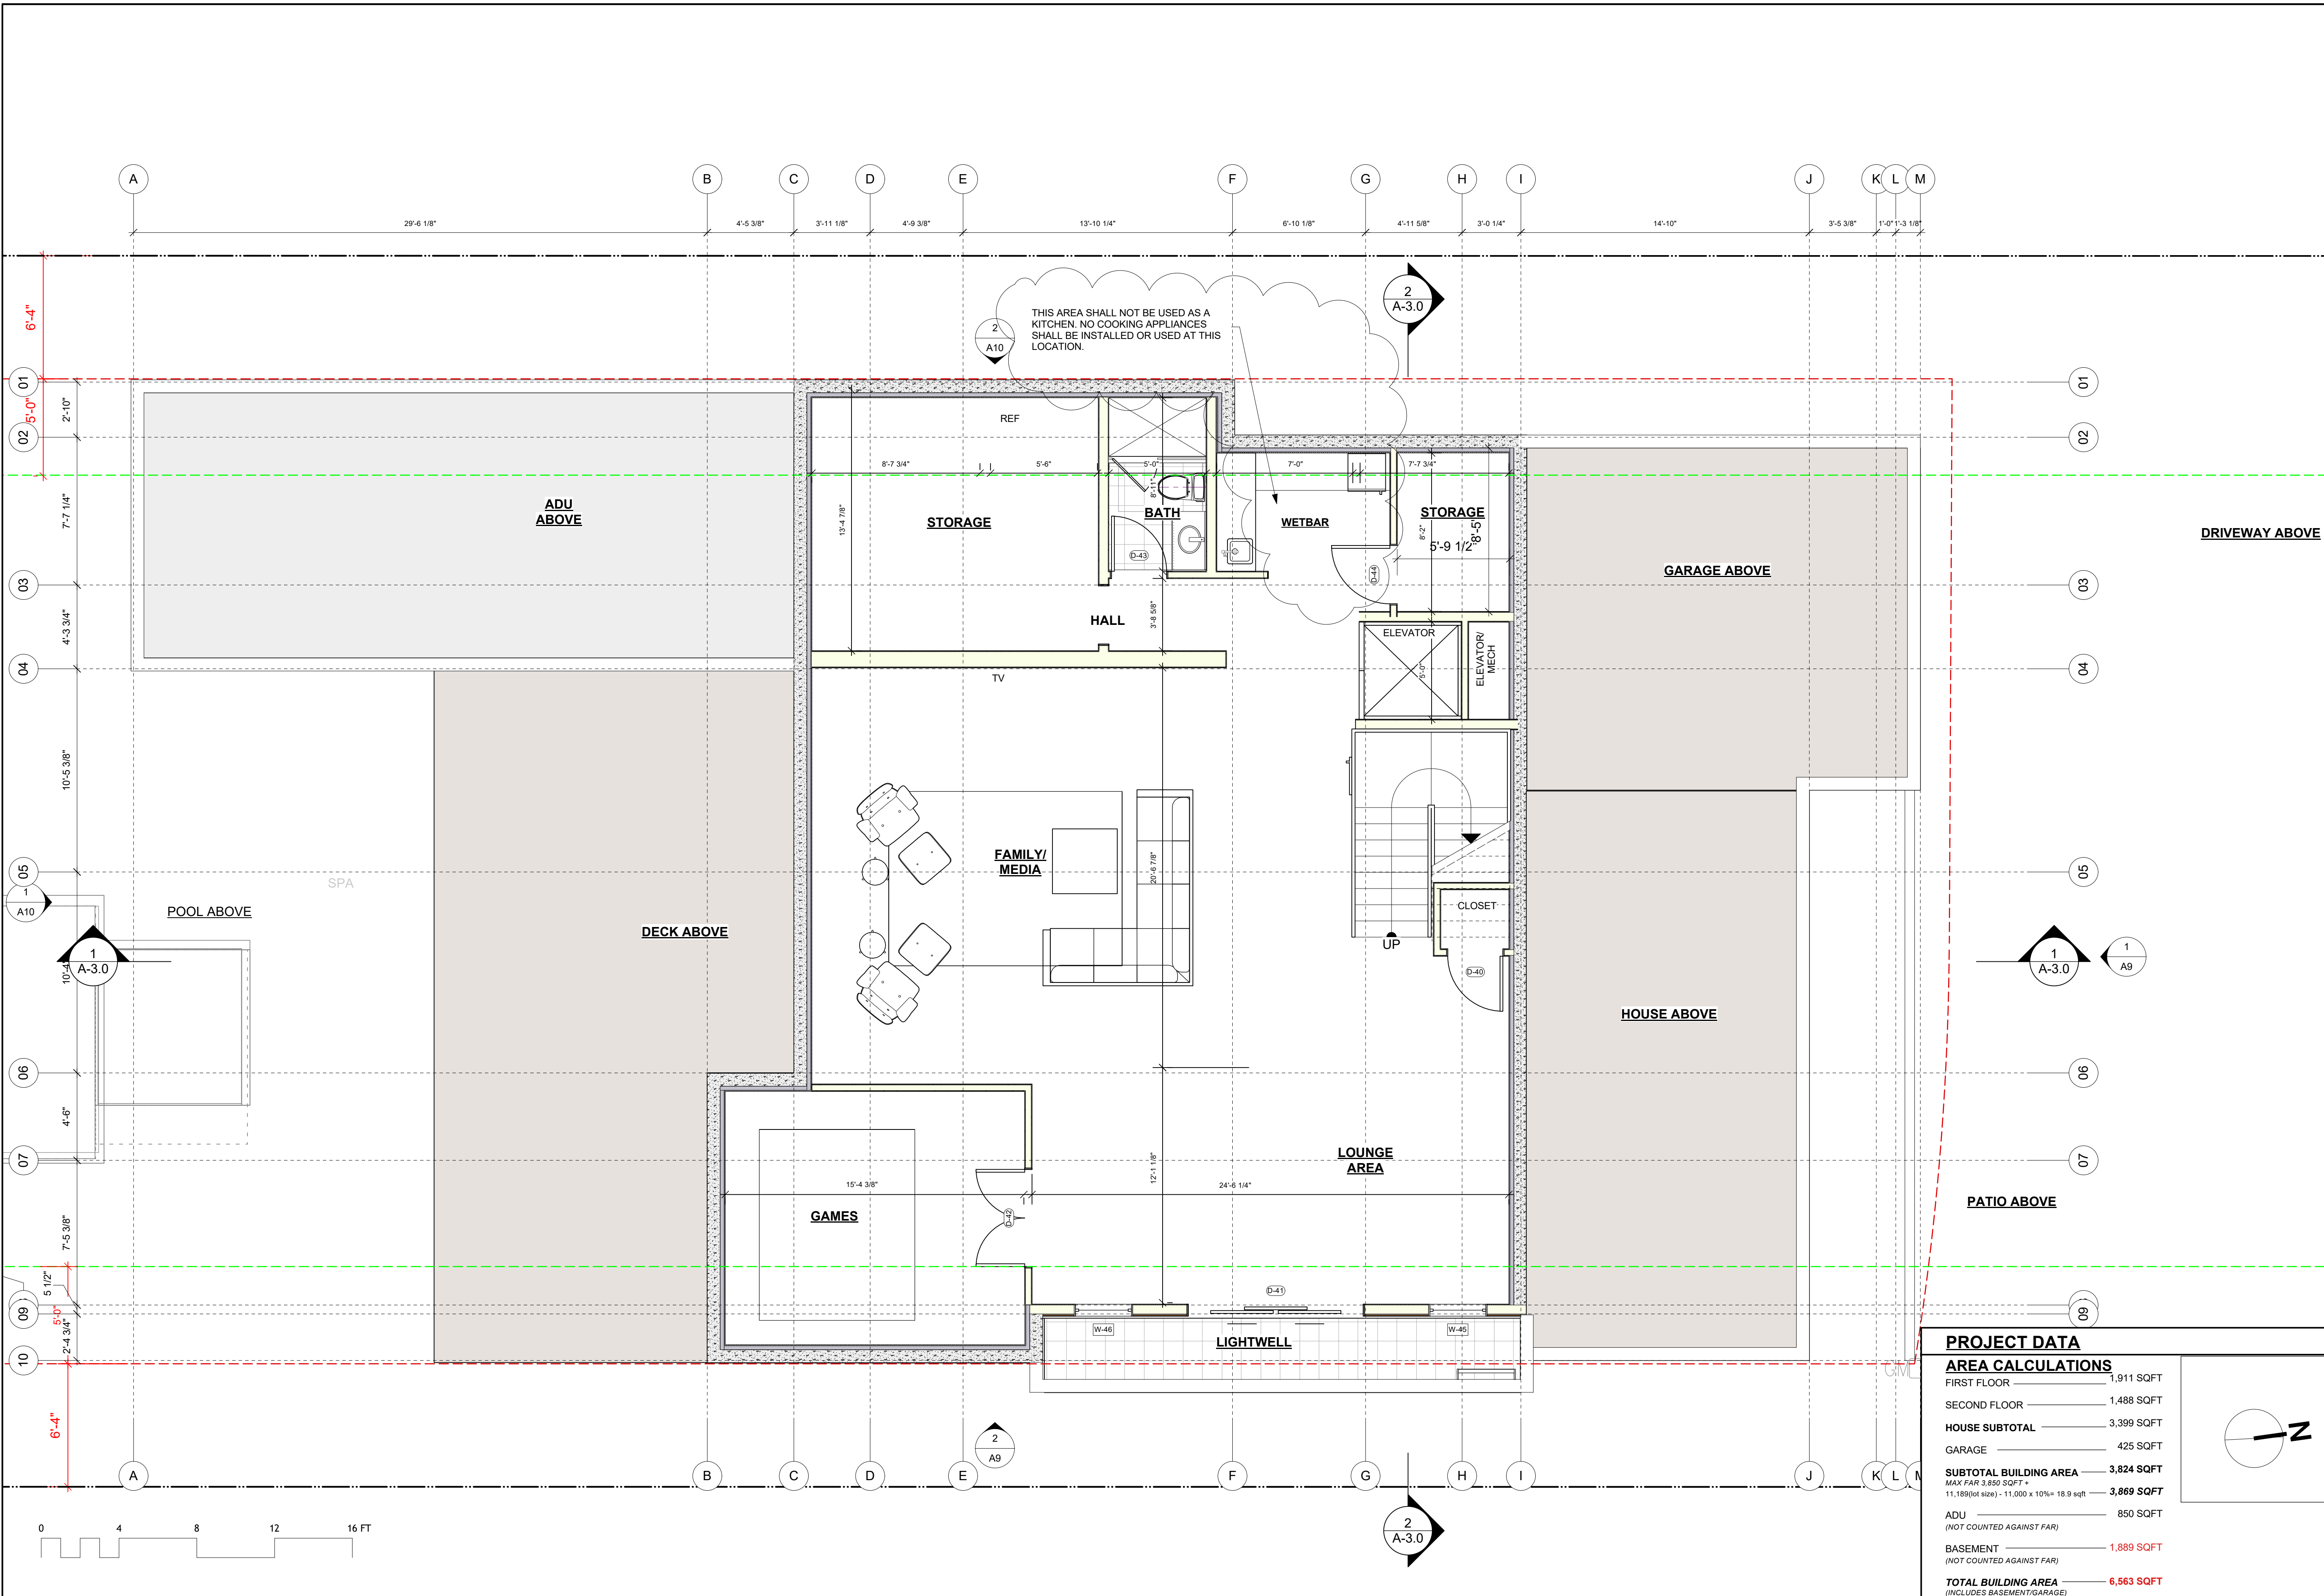 A B C D E F G H I J K L M
29'-6 1/8" 4'-5 3/8" 3'-11 1/8" 4'-9 3/8" 13'-10 1/4" 6'-10 1/8" 4'-11 5/8" 3'-0 1/4" 14'-10" 3'-5 3/8" 1'-0" 1'-3 1/8"
2
A-3.0
6'-4"
THIS AREA SHALL NOT BE USED AS A
KITCHEN. NO COOKING APPLIANCES
SHALL BE INSTALLED OR USED AT THIS
LOCATION.
2
A10
01
01
5'-0"
2'-10"
REF
02
02
8'-7 3/4" 5'-6" 5'-0" 7'-0" 7'-7 3/4"
7'-7 1/4"
ADU
ABOVE
13'-4 7/8"
STORAGE
8'-11"
BATH
WETBAR
STORAGE
8'-2"
5'-9 1/2"
8'-5"
D-43
D-44
GARAGE ABOVE
DRIVEWAY ABOVE
03
03
4'-3 3/4"
HALL
3'-8 5/8"
ELEVATOR
ELEVATOR/
MECH
5'-0"
04
04
TV
10'-5 3/8"
FAMILY/
MEDIA
20'-6 7/8"
05
05
SPA
1
A10
POOL ABOVE
DECK ABOVE
CLOSET
UP
1
A-3.0
D-40
1
A-3.0
1
A9
HOUSE ABOVE
06
06
4'-6"
07
07
LOUNGE
AREA
12'-1 1/8"
15'-4 3/8" 24'-6 1/4"
GAMES
D-42
PATIO ABOVE
7'-5 3/8"
5 1/2"
D-41
09
09
5'-0"
2'-4 3/4"
W-46
LIGHTWELL
W-45
10
6'-4"
2
A9
A B C D E F G H I J K L
2
A-3.0
0 4 8 12 16 FT
PROJECT DATA
AREA CALCULATIONS
FIRST FLOOR 1,911 SQFT
SECOND FLOOR 1,488 SQFT
HOUSE SUBTOTAL 3,399 SQFT
GARAGE 425 SQFT
SUBTOTAL BUILDING AREA 3,824 SQFT
MAX FAR 3,850 SQFT +
11,189(lot size) - 11,000 x 10%= 18.9 sqft 3,869 SQFT
ADU 850 SQFT
(NOT COUNTED AGAINST FAR)
BASEMENT 1,889 SQFT
(NOT COUNTED AGAINST FAR)
TOTAL BUILDING AREA 6,563 SQFT
(INCLUDES BASEMENT/GARAGE)
N